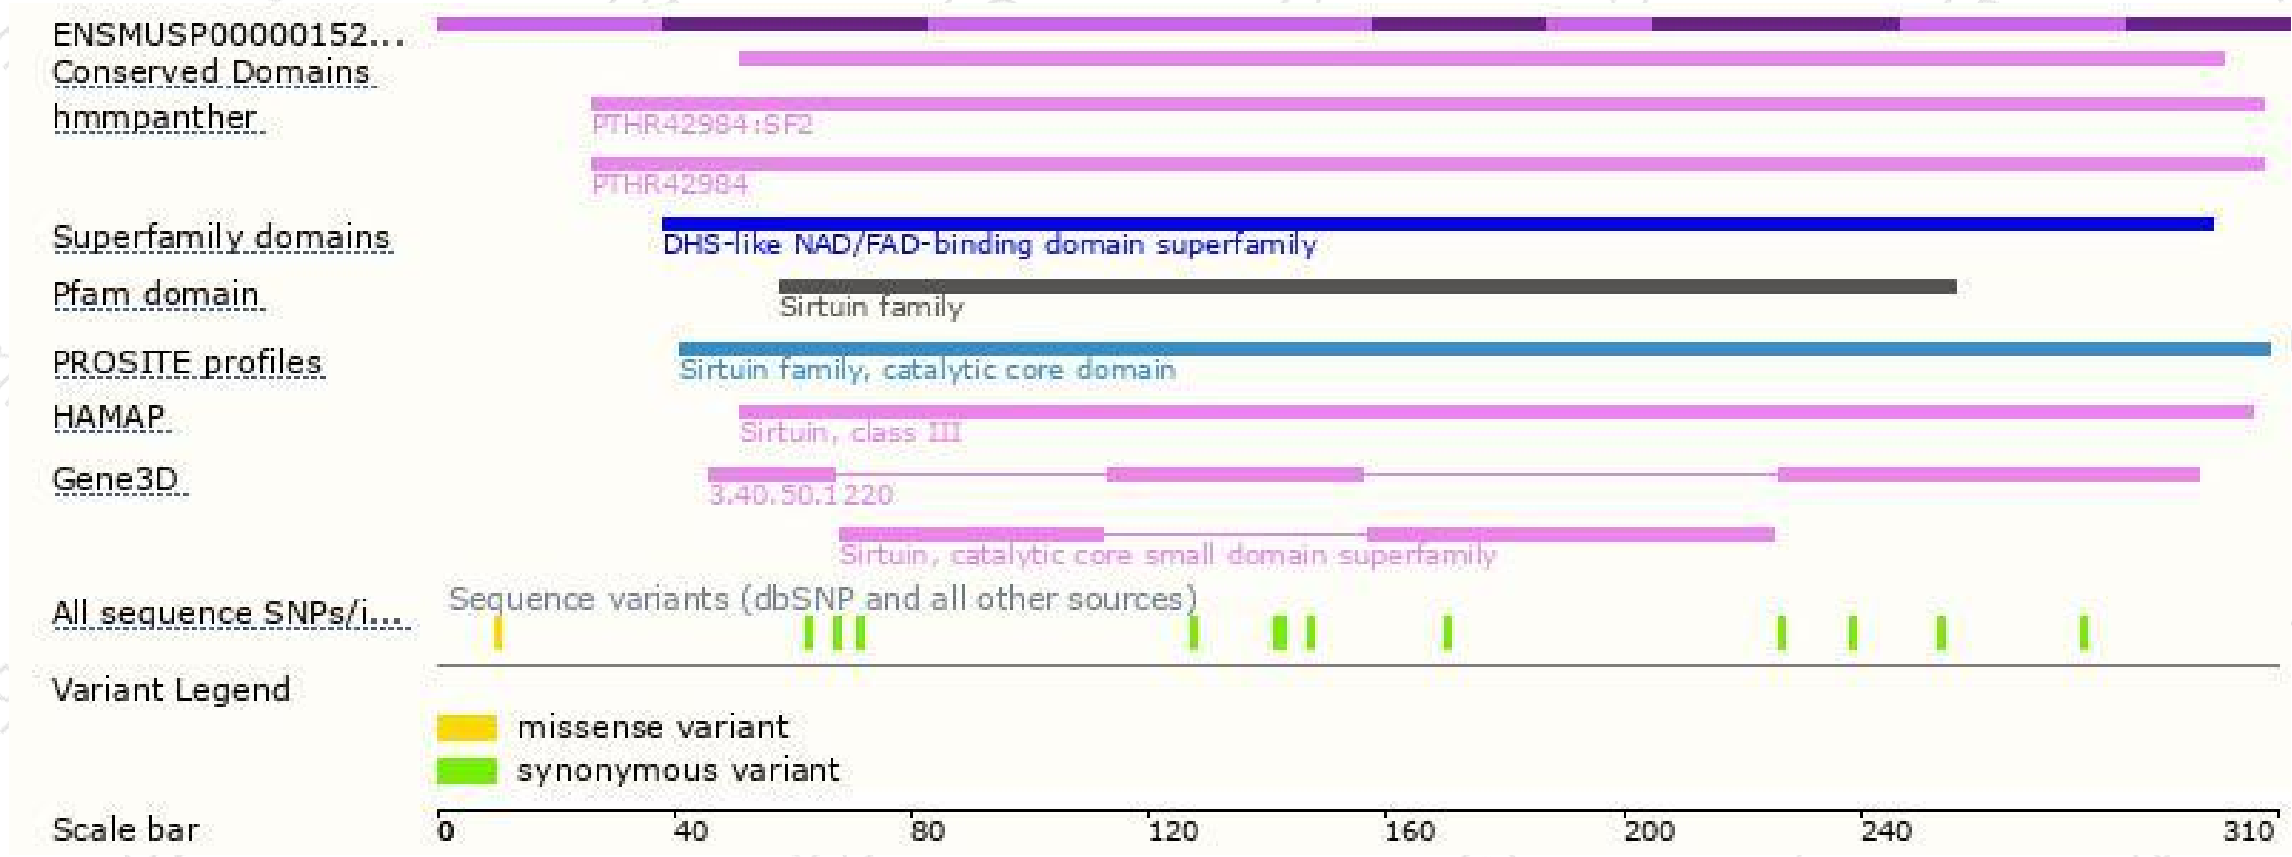 ENSMUSP00000152...
Conserved Domains
hmmpanther
PTHR42984:SF2
PTHR42984
Superfamily domains
DHS-like NAD/FAD-binding domain superfamily
Pfam domain
Sirtuin family
PROSITE profiles
Sirtuin family, catalytic core domain
HAMAP
Sirtuin, class III
Gene3D
3.40.50.1220
Sirtuin, catalytic core small domain superfamily
All sequence SNPs/i...
Sequence variants (dbSNP and all other sources)
Variant Legend
missense variant
synonymous variant
Scale bar
0 40 80 120 160 200 240 310